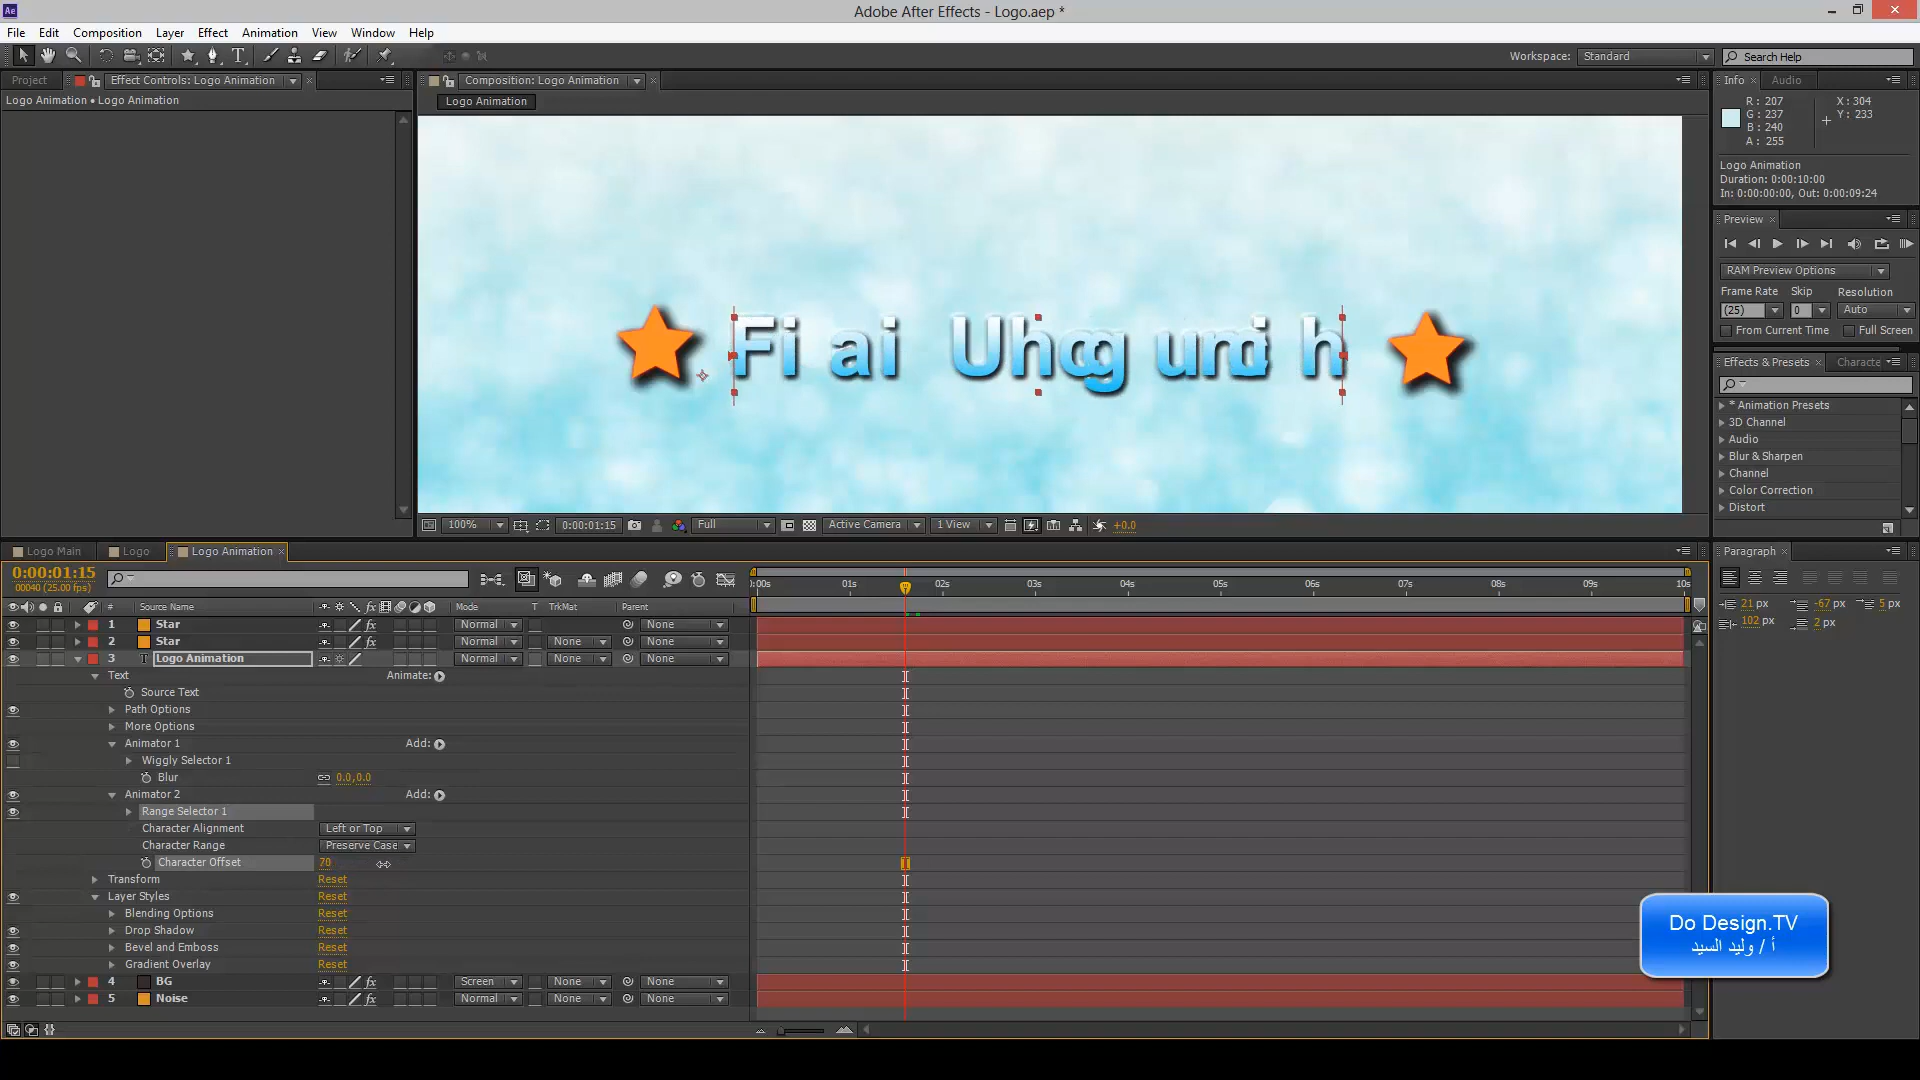 Adobe After Effects - Logo.aep *
File Edit Composition Layer Effect Animation View Window Help
Workspace: Standard Search Help
Project Effect Controls: Logo Animation
Logo Animation • Logo Animation
Composition: Logo Animation
Logo Animation
Info Audio
R: 207 X: 304
G: 237 Y: 233
B: 240
A: 255
Logo Animation
Duration: 0:00:10:00
In: 0:00:00:00, Out: 0:00:09:24
Preview
RAM Preview Options
Frame Rate Skip Resolution
(25) 0 Auto
From Current Time Full Screen
Effects & Presets Characte
* Animation Presets
3D Channel
Audio
Blur & Sharpen
Channel
Color Correction
Distort
Fi ai
100% 0:00:01:15 Full Active Camera 1 View +0.0
Logo Main Logo Logo Animation
0:00:01:15
00040 (25.00 fps)
:00s 01s 02s 03s 04s 05s 06s 07s 08s 09s 10s
# Source Name Mode T TrkMat Parent
1 Star Normal None
2 Star Normal None None
3 Logo Animation Normal None None
Text Animate:
Source Text
Path Options
More Options
Animator 1 Add:
Wiggly Selector 1
Blur 0.0,0.0
Animator 2 Add:
Range Selector 1
Character Alignment Left or Top
Character Range Preserve Case
Character Offset 70
Transform Reset
Layer Styles Reset
Blending Options Reset
Drop Shadow Reset
Bevel and Emboss Reset
Gradient Overlay Reset
4 BG Screen None None
5 Noise Normal None None
Paragraph
21 px -67 px 5 px
102 px 2 px
Do Design.TV
أ / وليد السيد